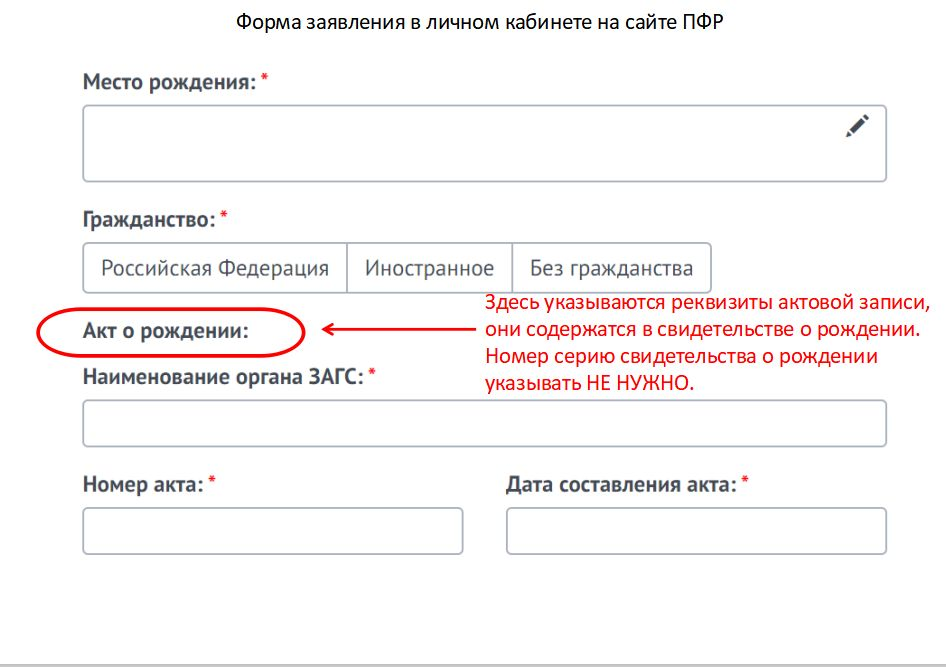 Форма заявления в личном кабинете на сайте ПФР
Место рождения: *
Гражданство: *
Российская Федерация Иностранное Без гражданства
Здесь указываются реквизиты актовой записи,
они содержатся в свидетельстве о рождении.
Номер серию свидетельства о рождении
указывать НЕ НУЖНО.
Акт о рождении:
Наименование органа ЗАГС: *
Номер акта: * Дата составления акта: *